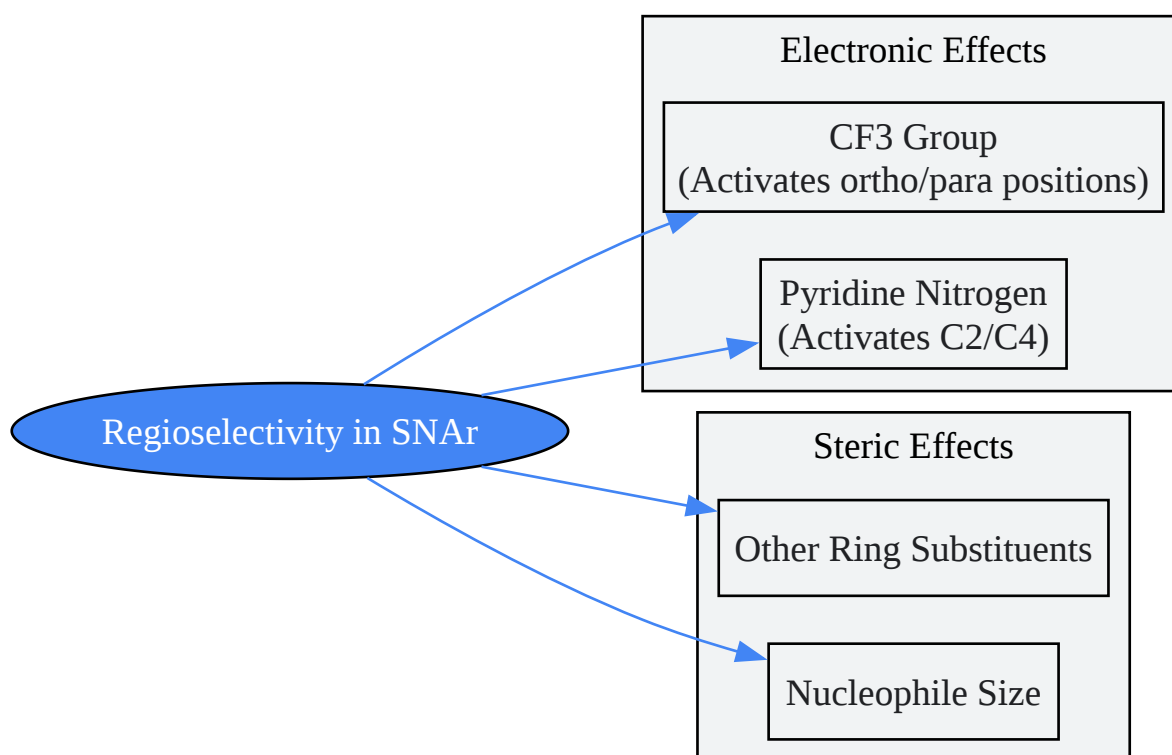 Electronic Effects
CF3 Group
(Activates ortho/para positions)
Pyridine Nitrogen
(Activates C2/C4)
Regioselectivity in SNAr
Steric Effects
Other Ring Substituents
Nucleophile Size